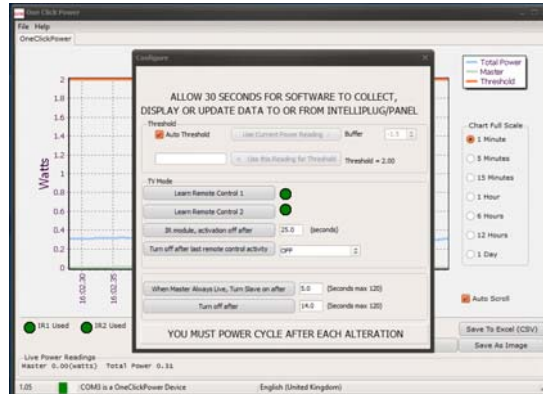 One Click Power
File Help
OneClickPower
Configure
ALLOW 30 SECONDS FOR SOFTWARE TO COLLECT,
DISPLAY OR UPDATE DATA TO OR FROM INTELLIPLUG/PANEL
Threshold
Auto Threshold
Use Current Power Reading
Buffer
-1.5
Use this Reading for Threshold
Threshold = 2.00
TV Mode
Learn Remote Control 1
Learn Remote Control 2
IR module, activation off after 25.0 (seconds)
Turn off after last remote control activity OFF
When Master Always Live, Turn Slave on after 5.0 (Seconds max 120)
Turn off after 14.0 (Seconds max 120)
YOU MUST POWER CYCLE AFTER EACH ALTERATION
Watts
2
1.8
1.6
1.4
1.2
1
0.8
0.6
0.4
0.2
0
16:02:30
16:02:35
Total Power
Master
Threshold
Chart Full Scale
1 Minute
5 Minutes
15 Minutes
1 Hour
6 Hours
12 Hours
1 Day
Auto Scroll
IR1 Used
IR2 Used
Save To Excel (CSV)
Save As Image
Live Power Readings
Master 0.00(watts) Total Power 0.31
1.05
COM3 is a OneClickPower Device
English (United Kingdom)